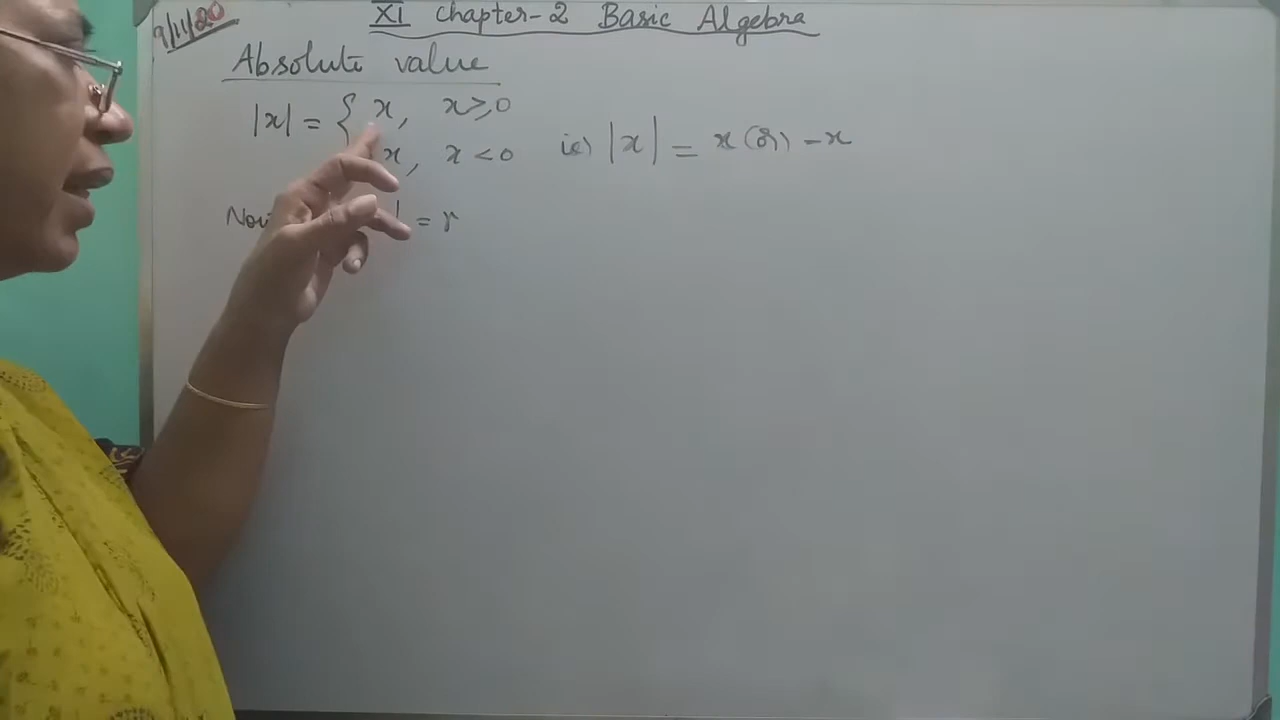 9/11/20
XI Chapter-2 Basic Algebra
Absolute value
|x| = { x, x ≥ 0
x, x < 0
ie) |x| = x (or) -x
= r